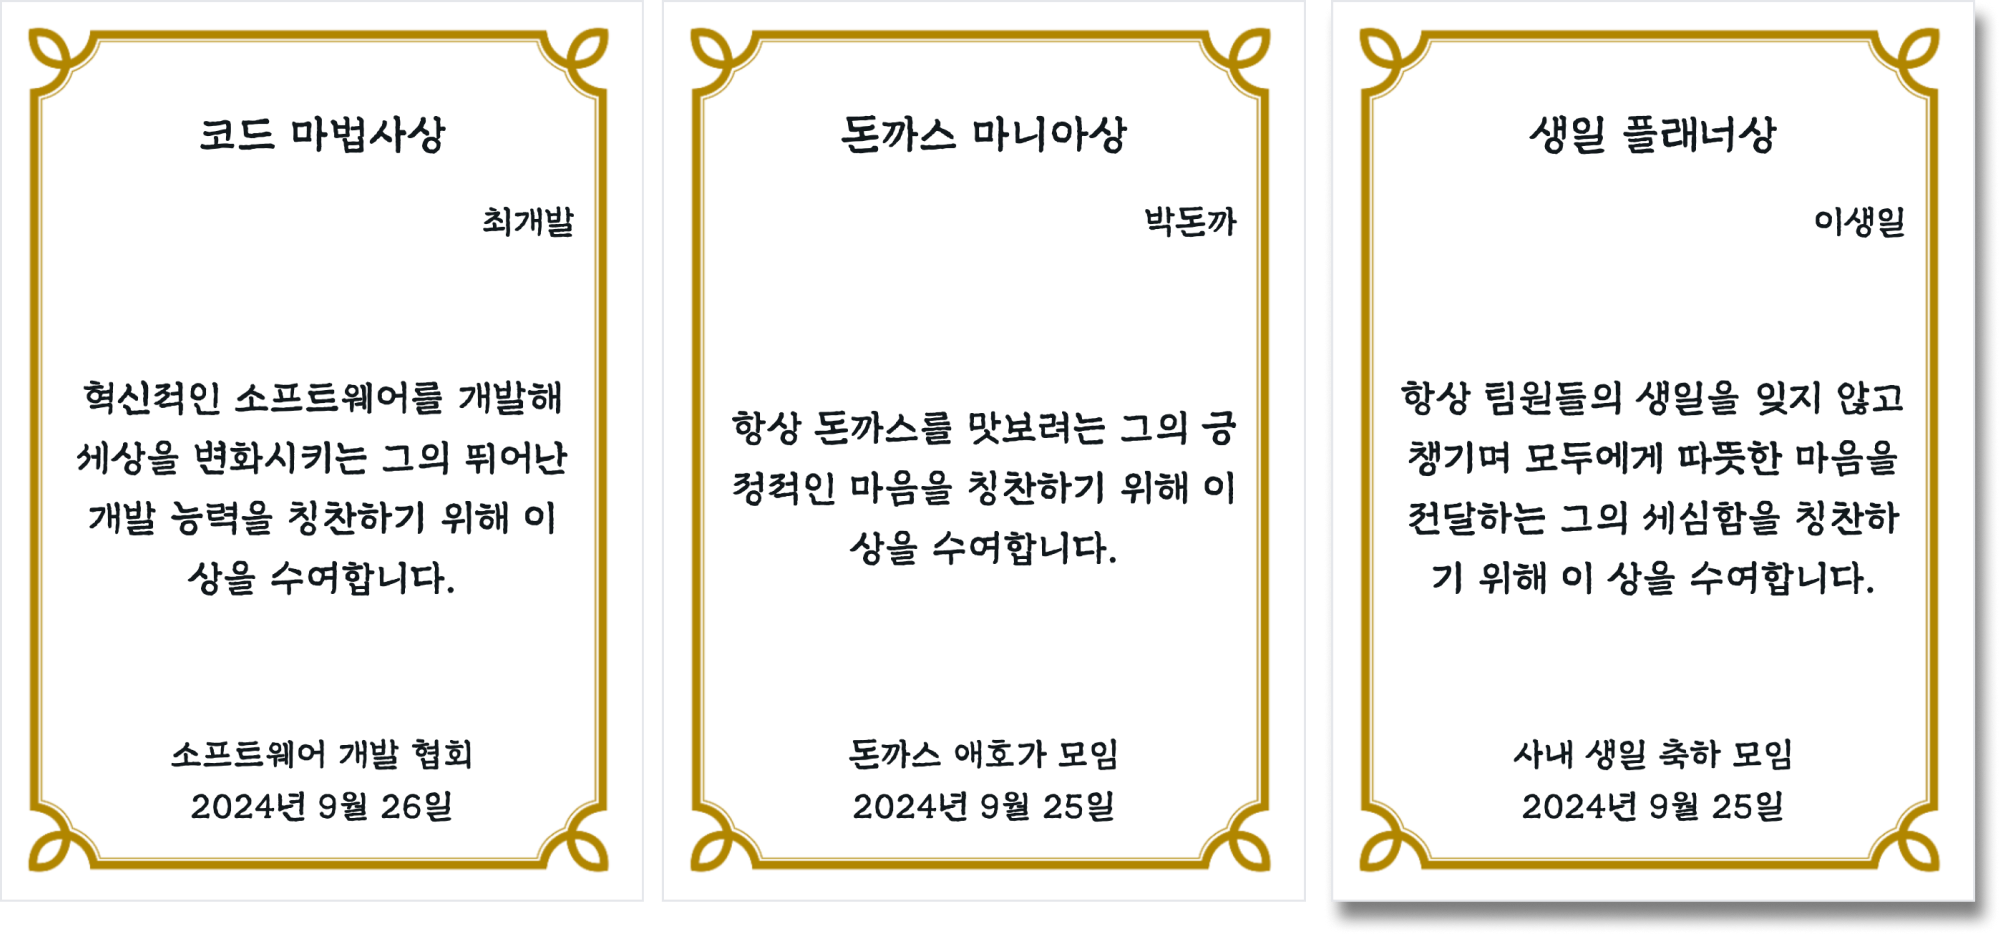 코드 마법사상
최개발
혁신적인 소프트웨어를 개발해
세상을 변화시키는 그의 뛰어난
개발 능력을 칭찬하기 위해 이
상을 수여합니다.
소프트웨어 개발 협회
2024년 9월 26일
돈까스 마니아상
박돈까
항상 돈까스를 맛보려는 그의 긍
정적인 마음을 칭찬하기 위해 이
상을 수여합니다.
돈까스 애호가 모임
2024년 9월 25일
생일 플래너상
이생일
항상 팀원들의 생일을 잊지 않고
챙기며 모두에게 따뜻한 마음을
전달하는 그의 세심함을 칭찬하
기 위해 이 상을 수여합니다.
사내 생일 축하 모임
2024년 9월 25일